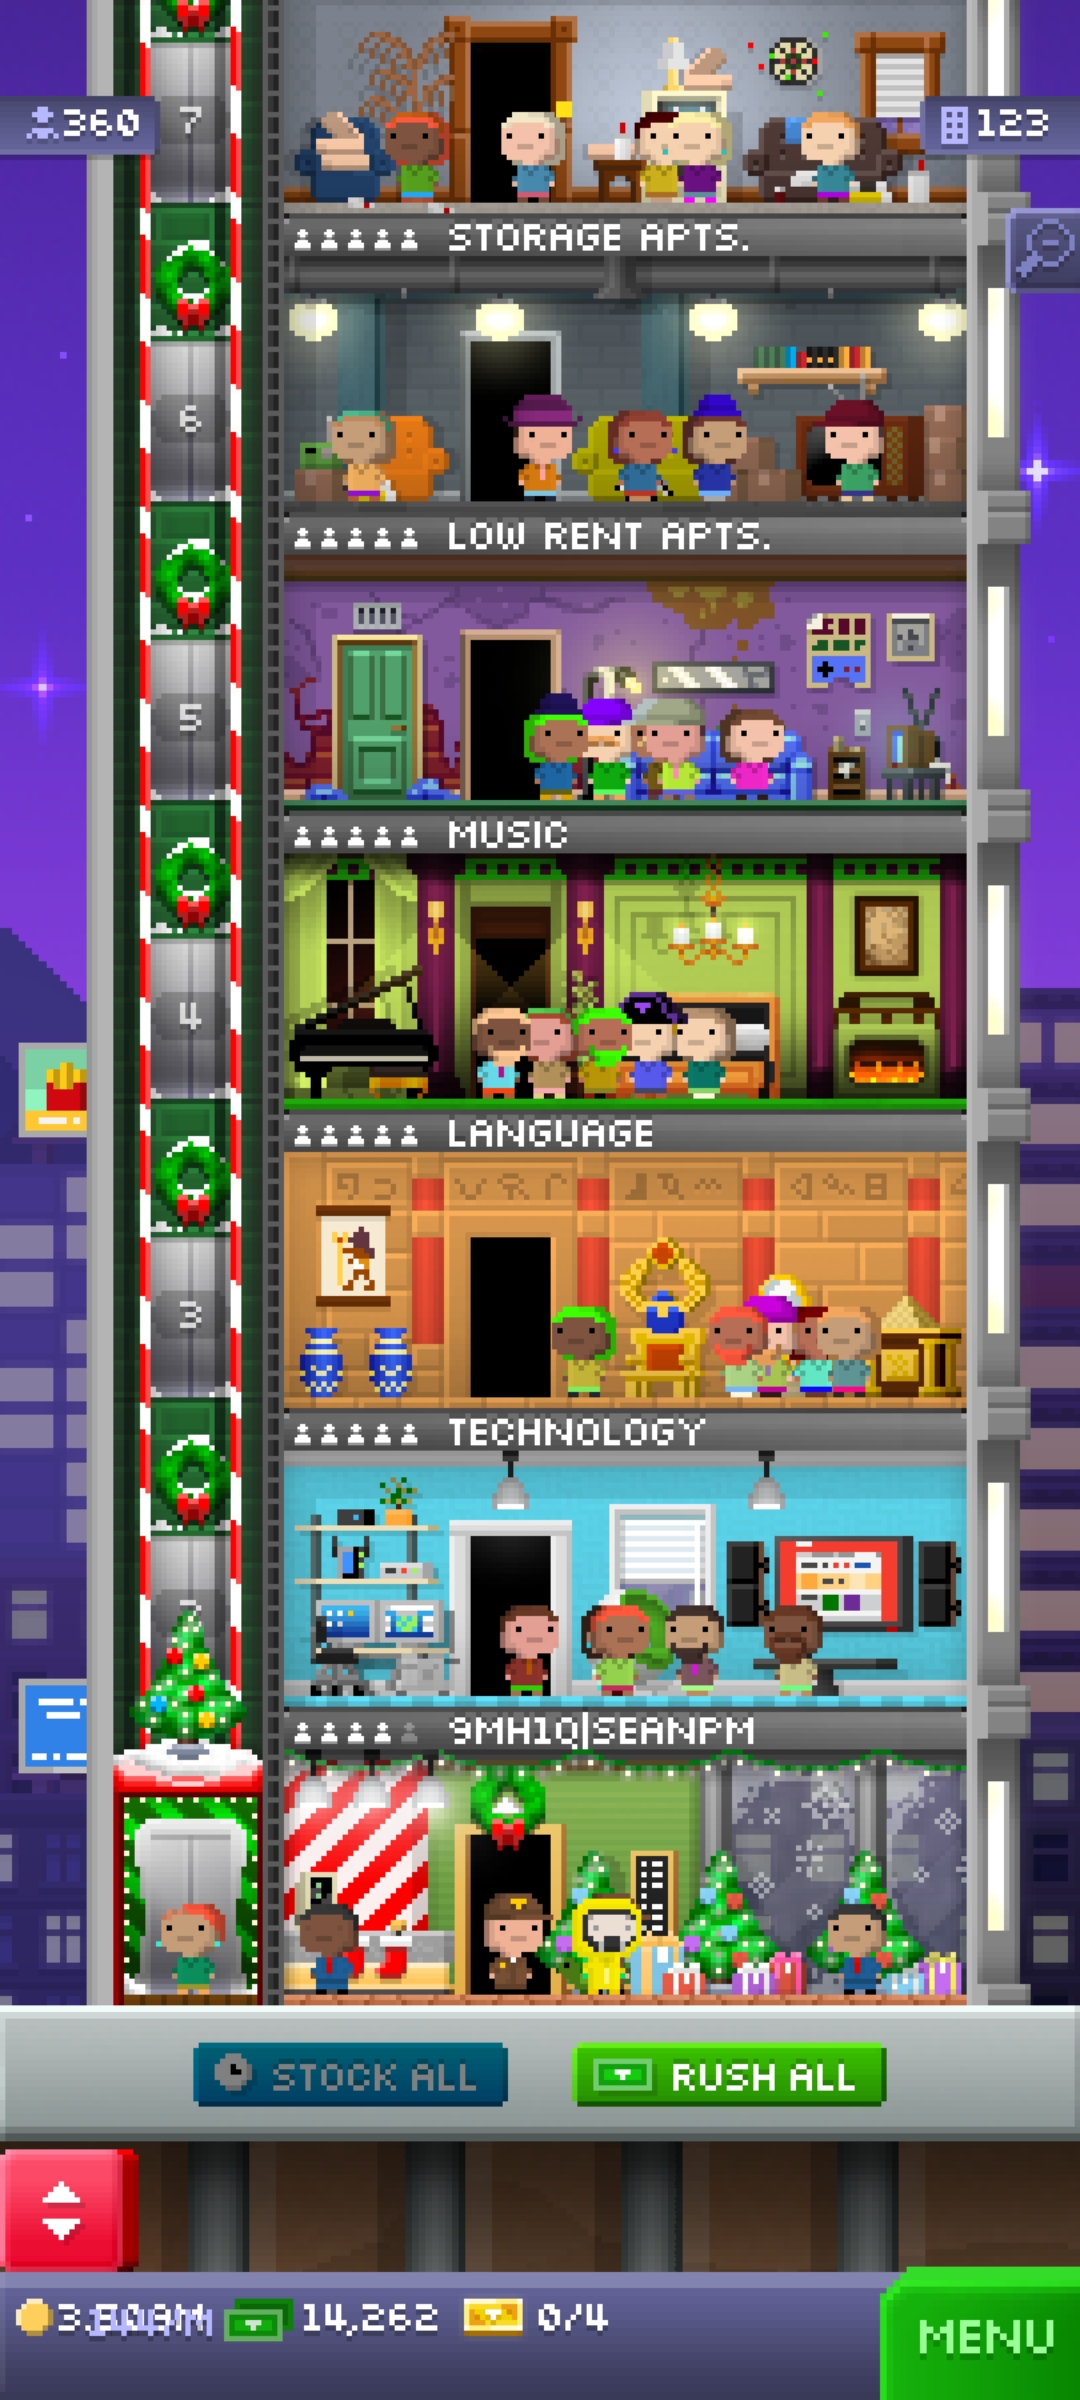 7
360
123
STORAGE APTS.
6
LOW RENT APTS.
5
MUSIC
4
LANGUAGE
3
TECHNOLOGY
9MH1Q|SEANPM
STOCK ALL
RUSH ALL
14,262
0/4
MENU